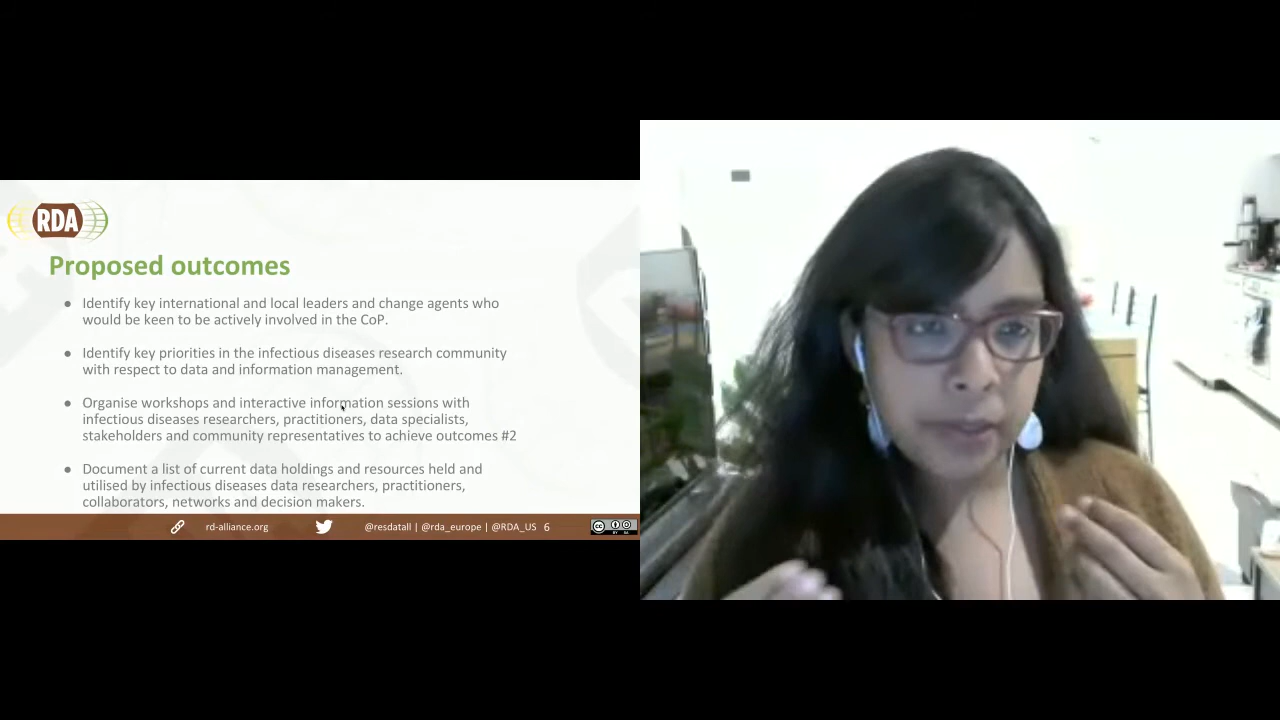 RDA
Proposed outcomes
● Identify key international and local leaders and change agents who
would be keen to be actively involved in the CoP.
● Identify key priorities in the infectious diseases research community
with respect to data and information management.
● Organise workshops and interactive information sessions with
infectious diseases researchers, practitioners, data specialists,
stakeholders and community representatives to achieve outcomes #2
● Document a list of current data holdings and resources held and
utilised by infectious diseases data researchers, practitioners,
collaborators, networks and decision makers.
rd-alliance.org @resdatall | @rda_europe | @RDA_US 6